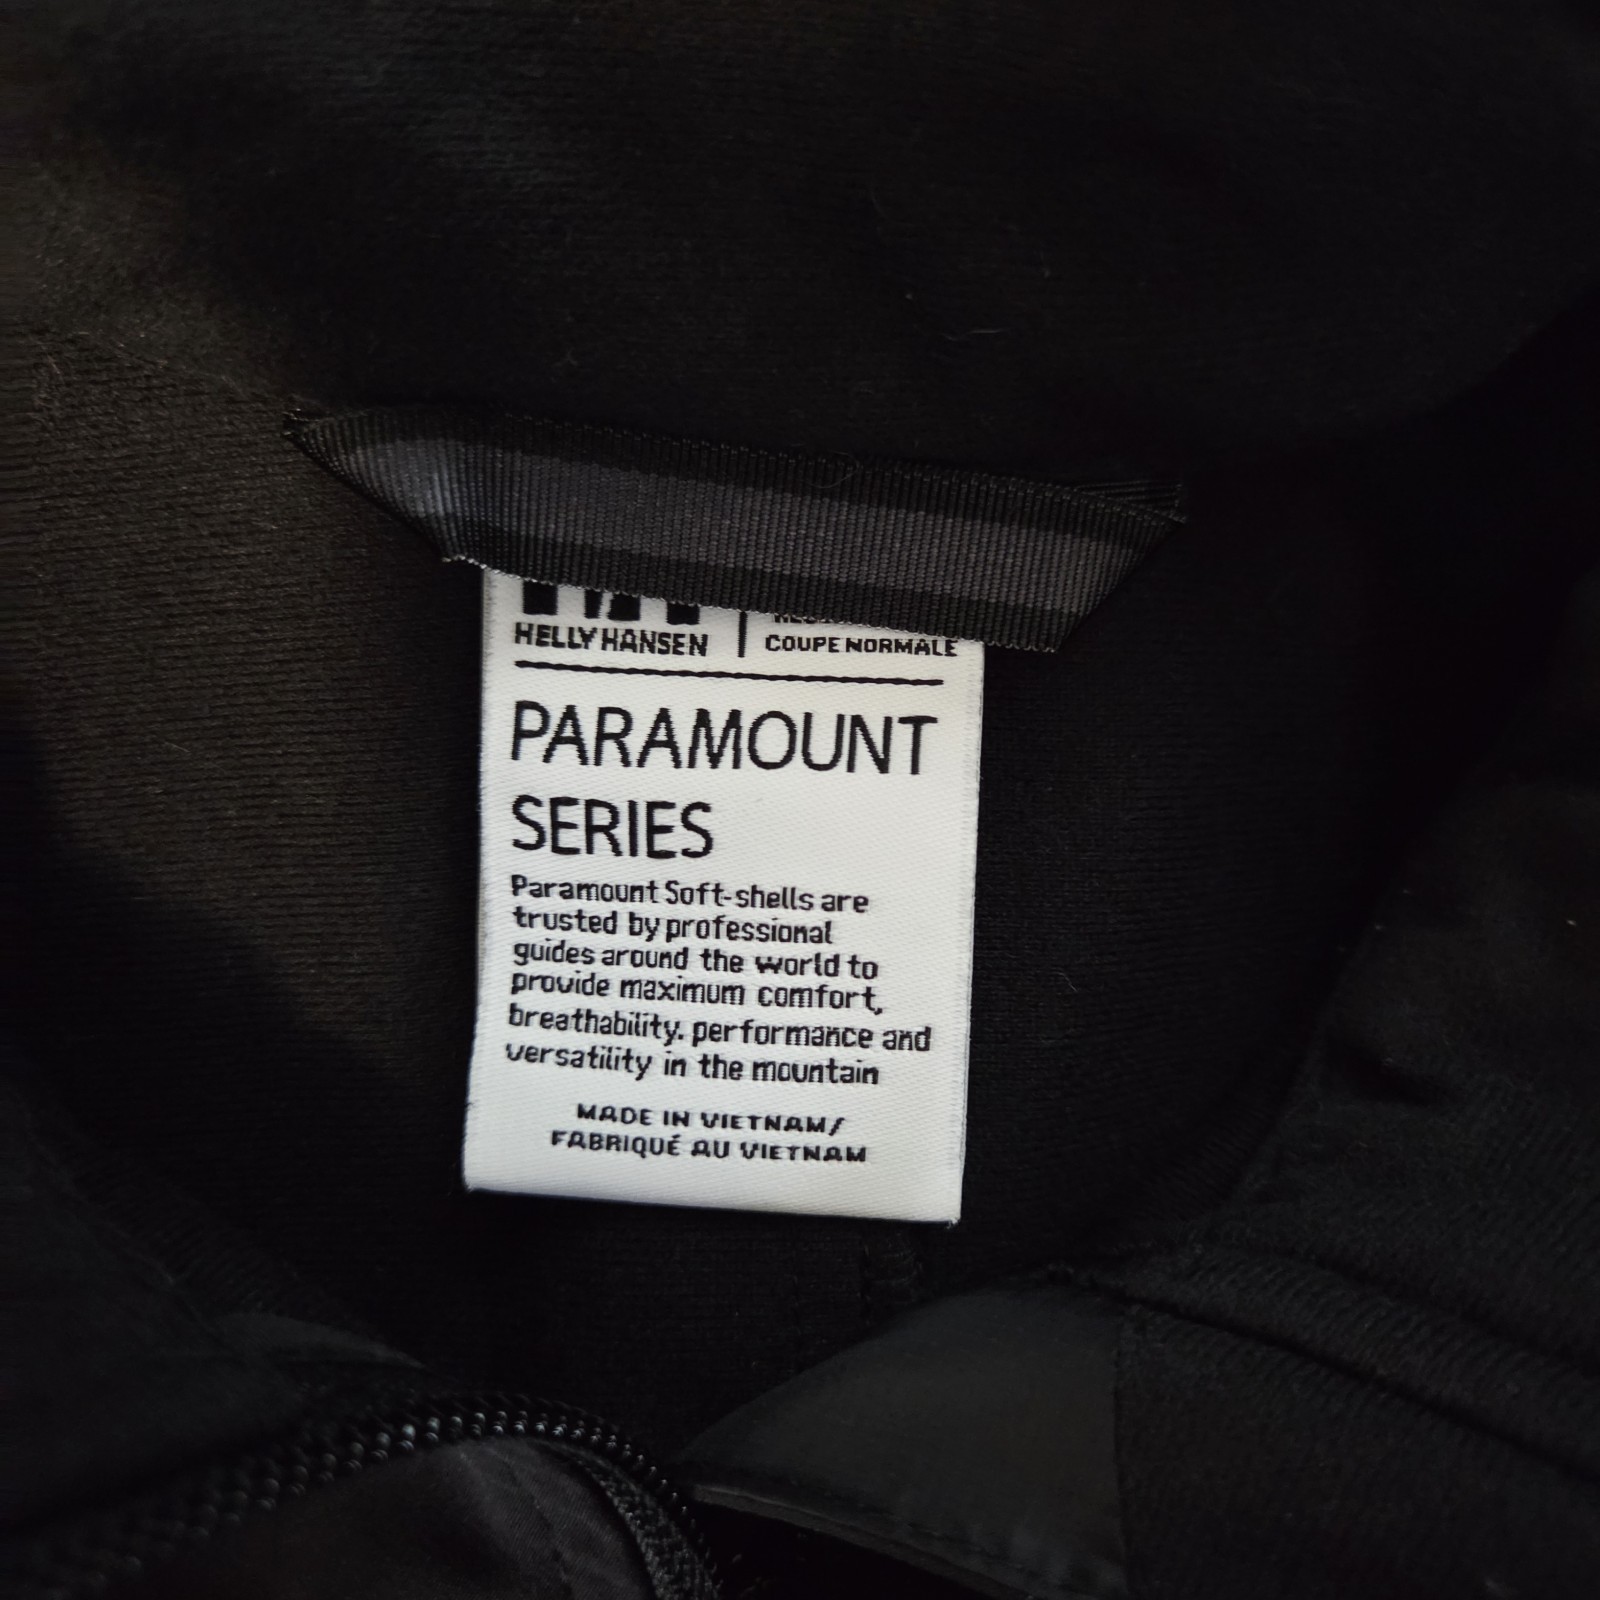 HELLY HANSEN
COUPE NORMALE
PARAMOUNT
SERIES
Paramount Soft-shells are
trusted by professional
guides around the world to
provide maximum comfort,
breathability. performance and
versatility in the mountain
MADE IN VIETNAM/
FABRIQUÉ AU VIETNAM